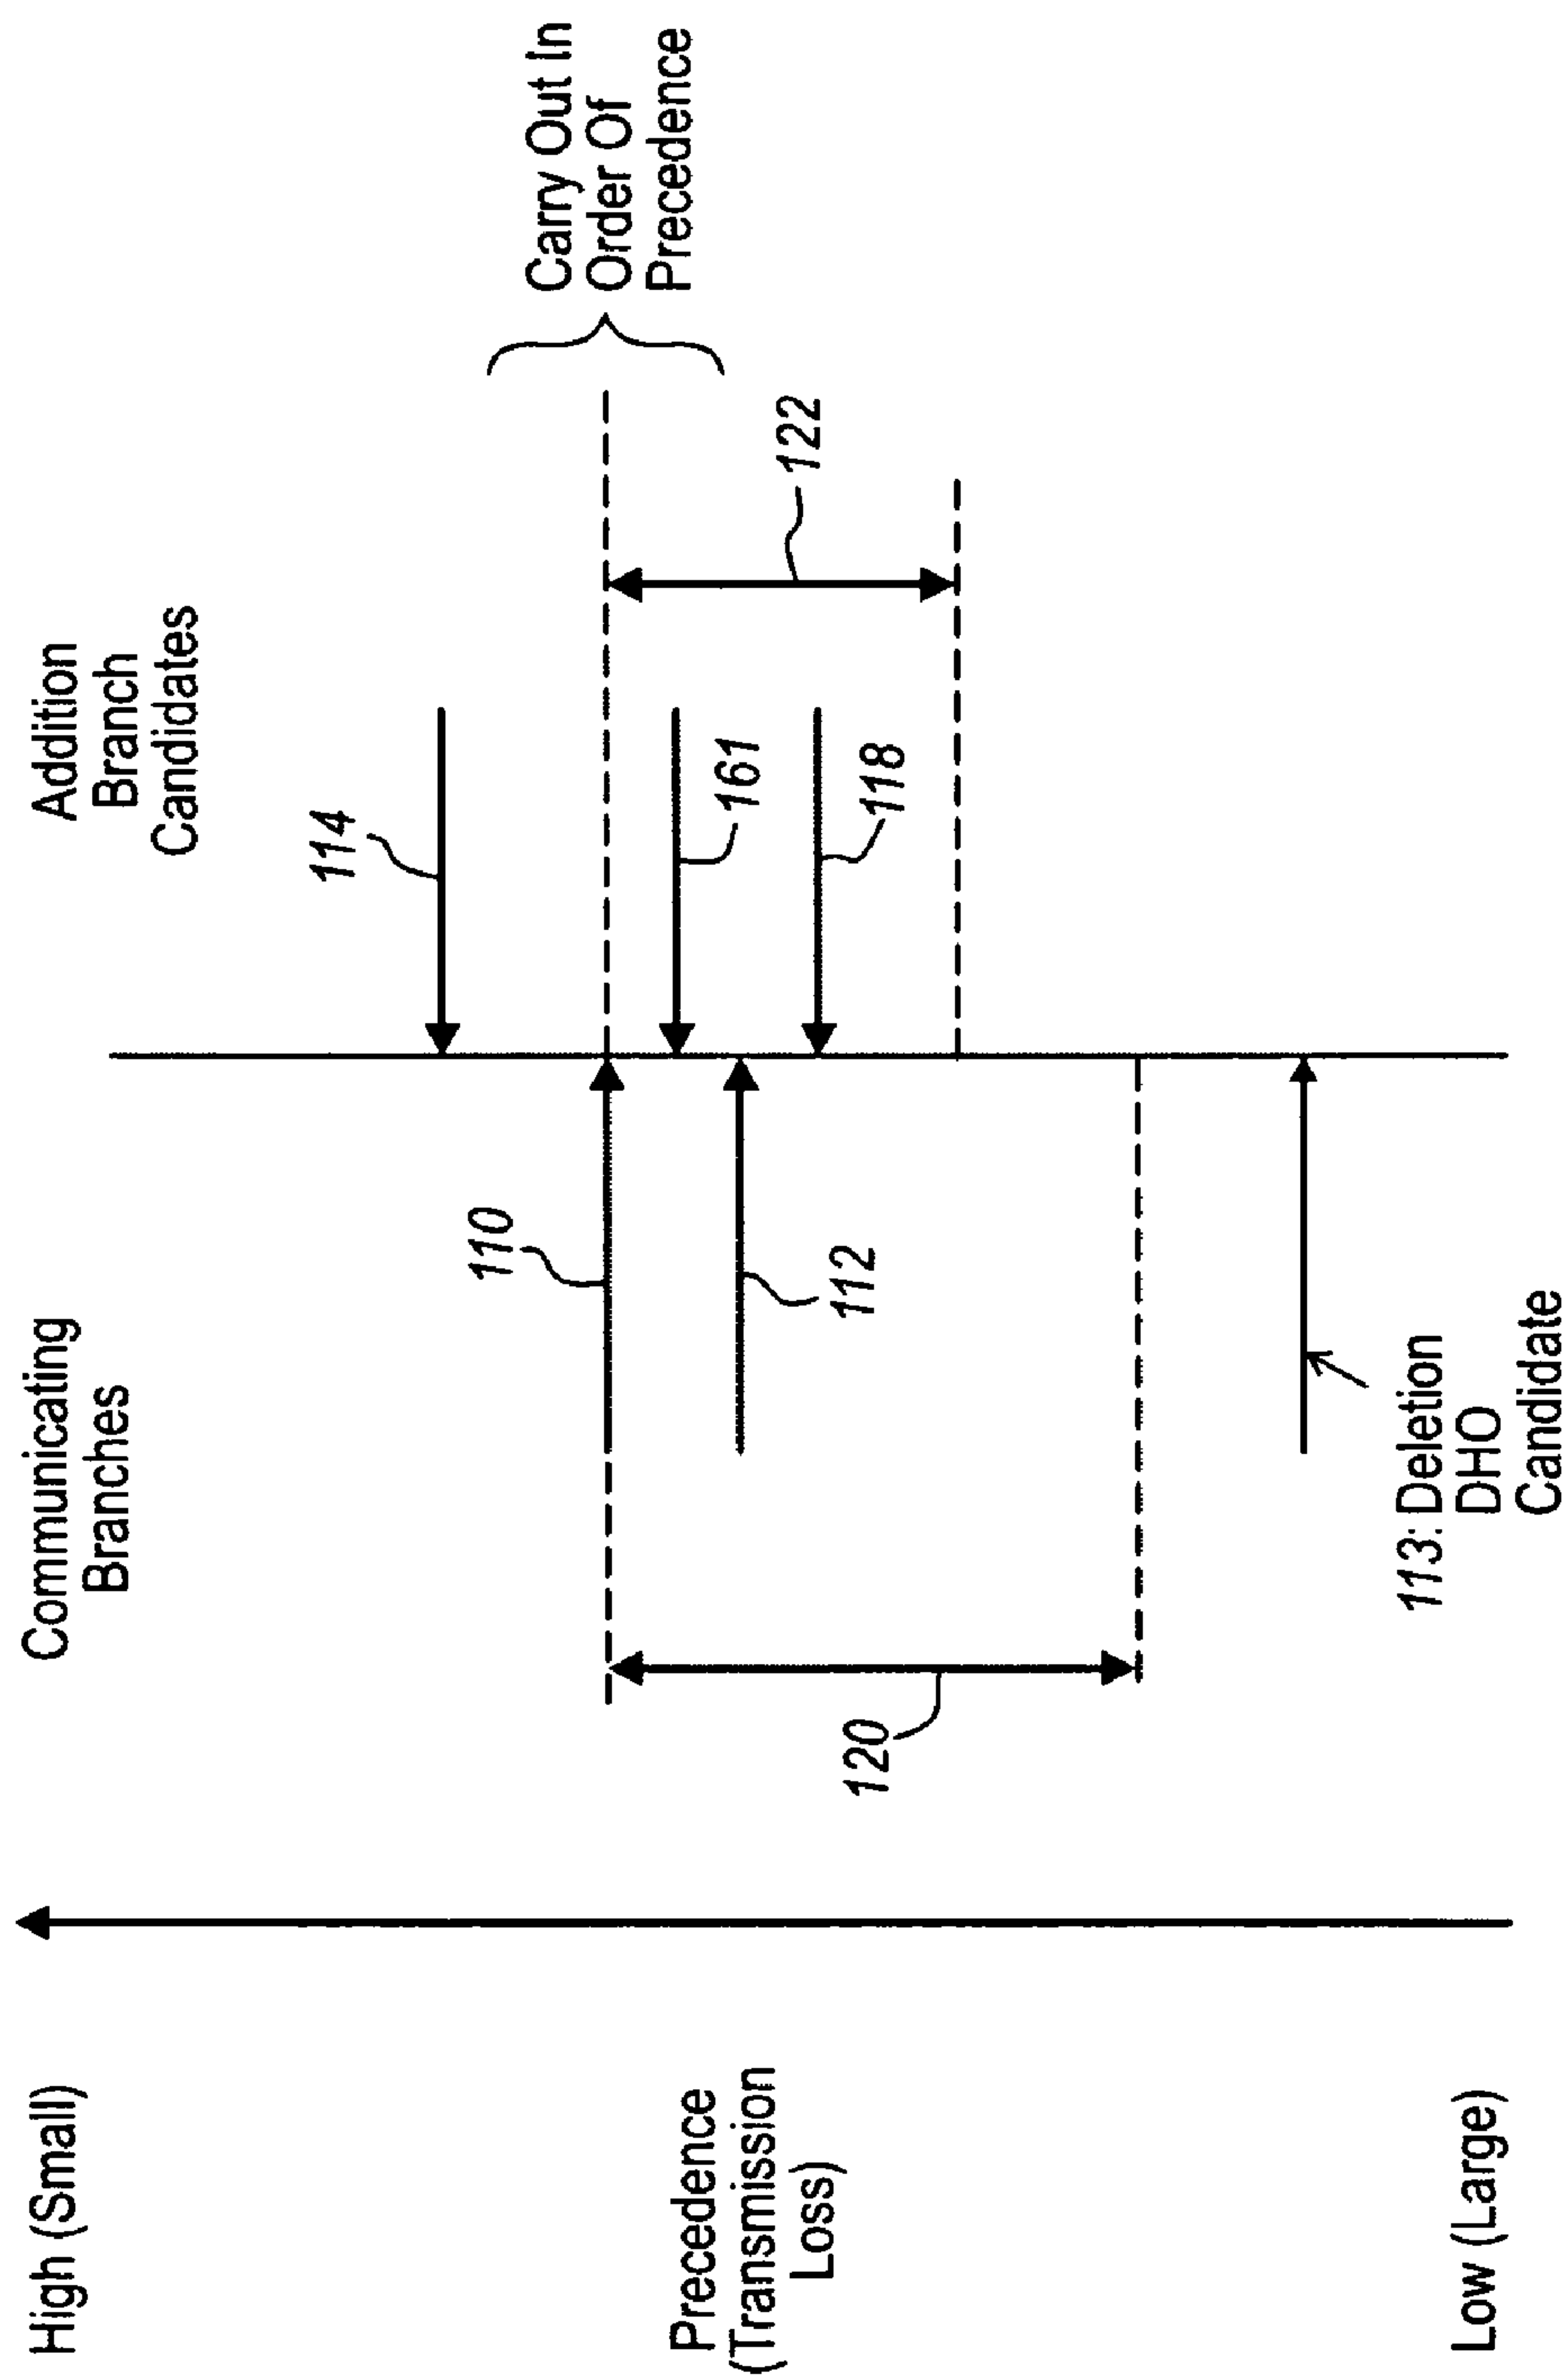 High (Small)
Precedence
(Transmission
Loss)
Low (Large)
Communicating
Branches
110
112
120
113: Deletion
DHO
Candidate
Addition
Branch
Candidates
114
161
118
122
Carry Out In
Order Of
Precedence